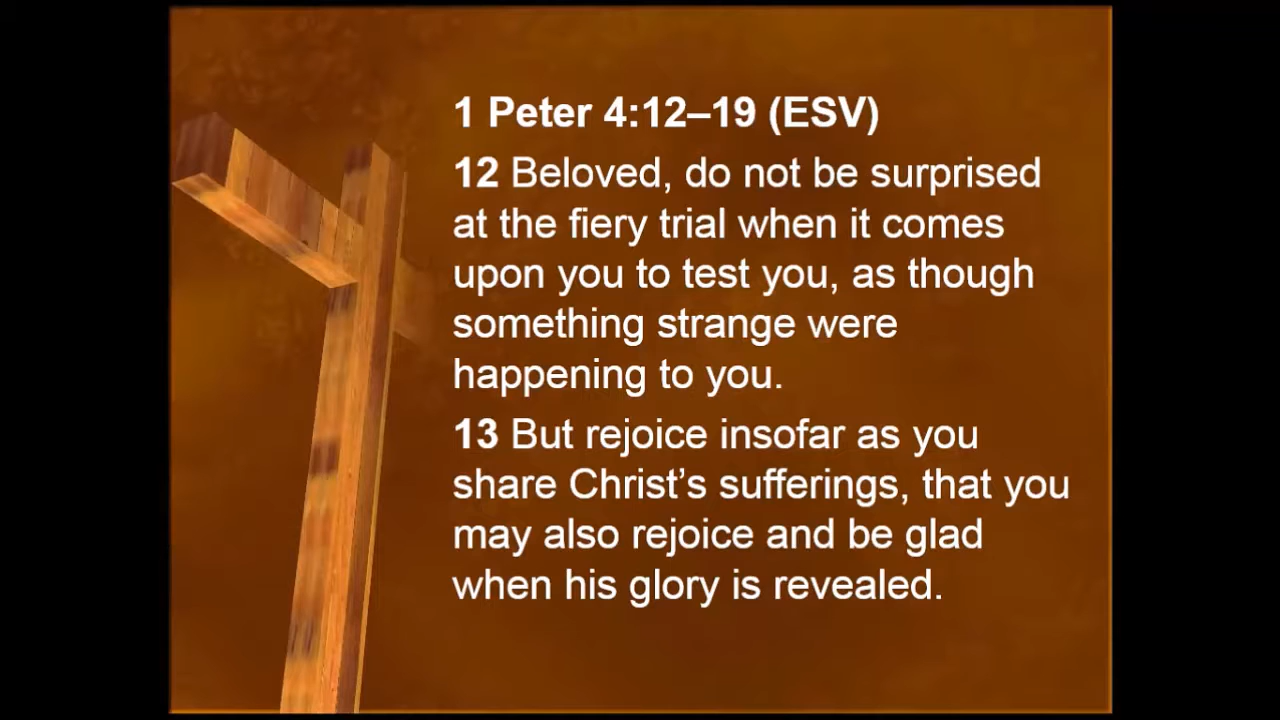 1 Peter 4:12–19 (ESV)
12 Beloved, do not be surprised
at the fiery trial when it comes
upon you to test you, as though
something strange were
happening to you.
13 But rejoice insofar as you
share Christ’s sufferings, that you
may also rejoice and be glad
when his glory is revealed.